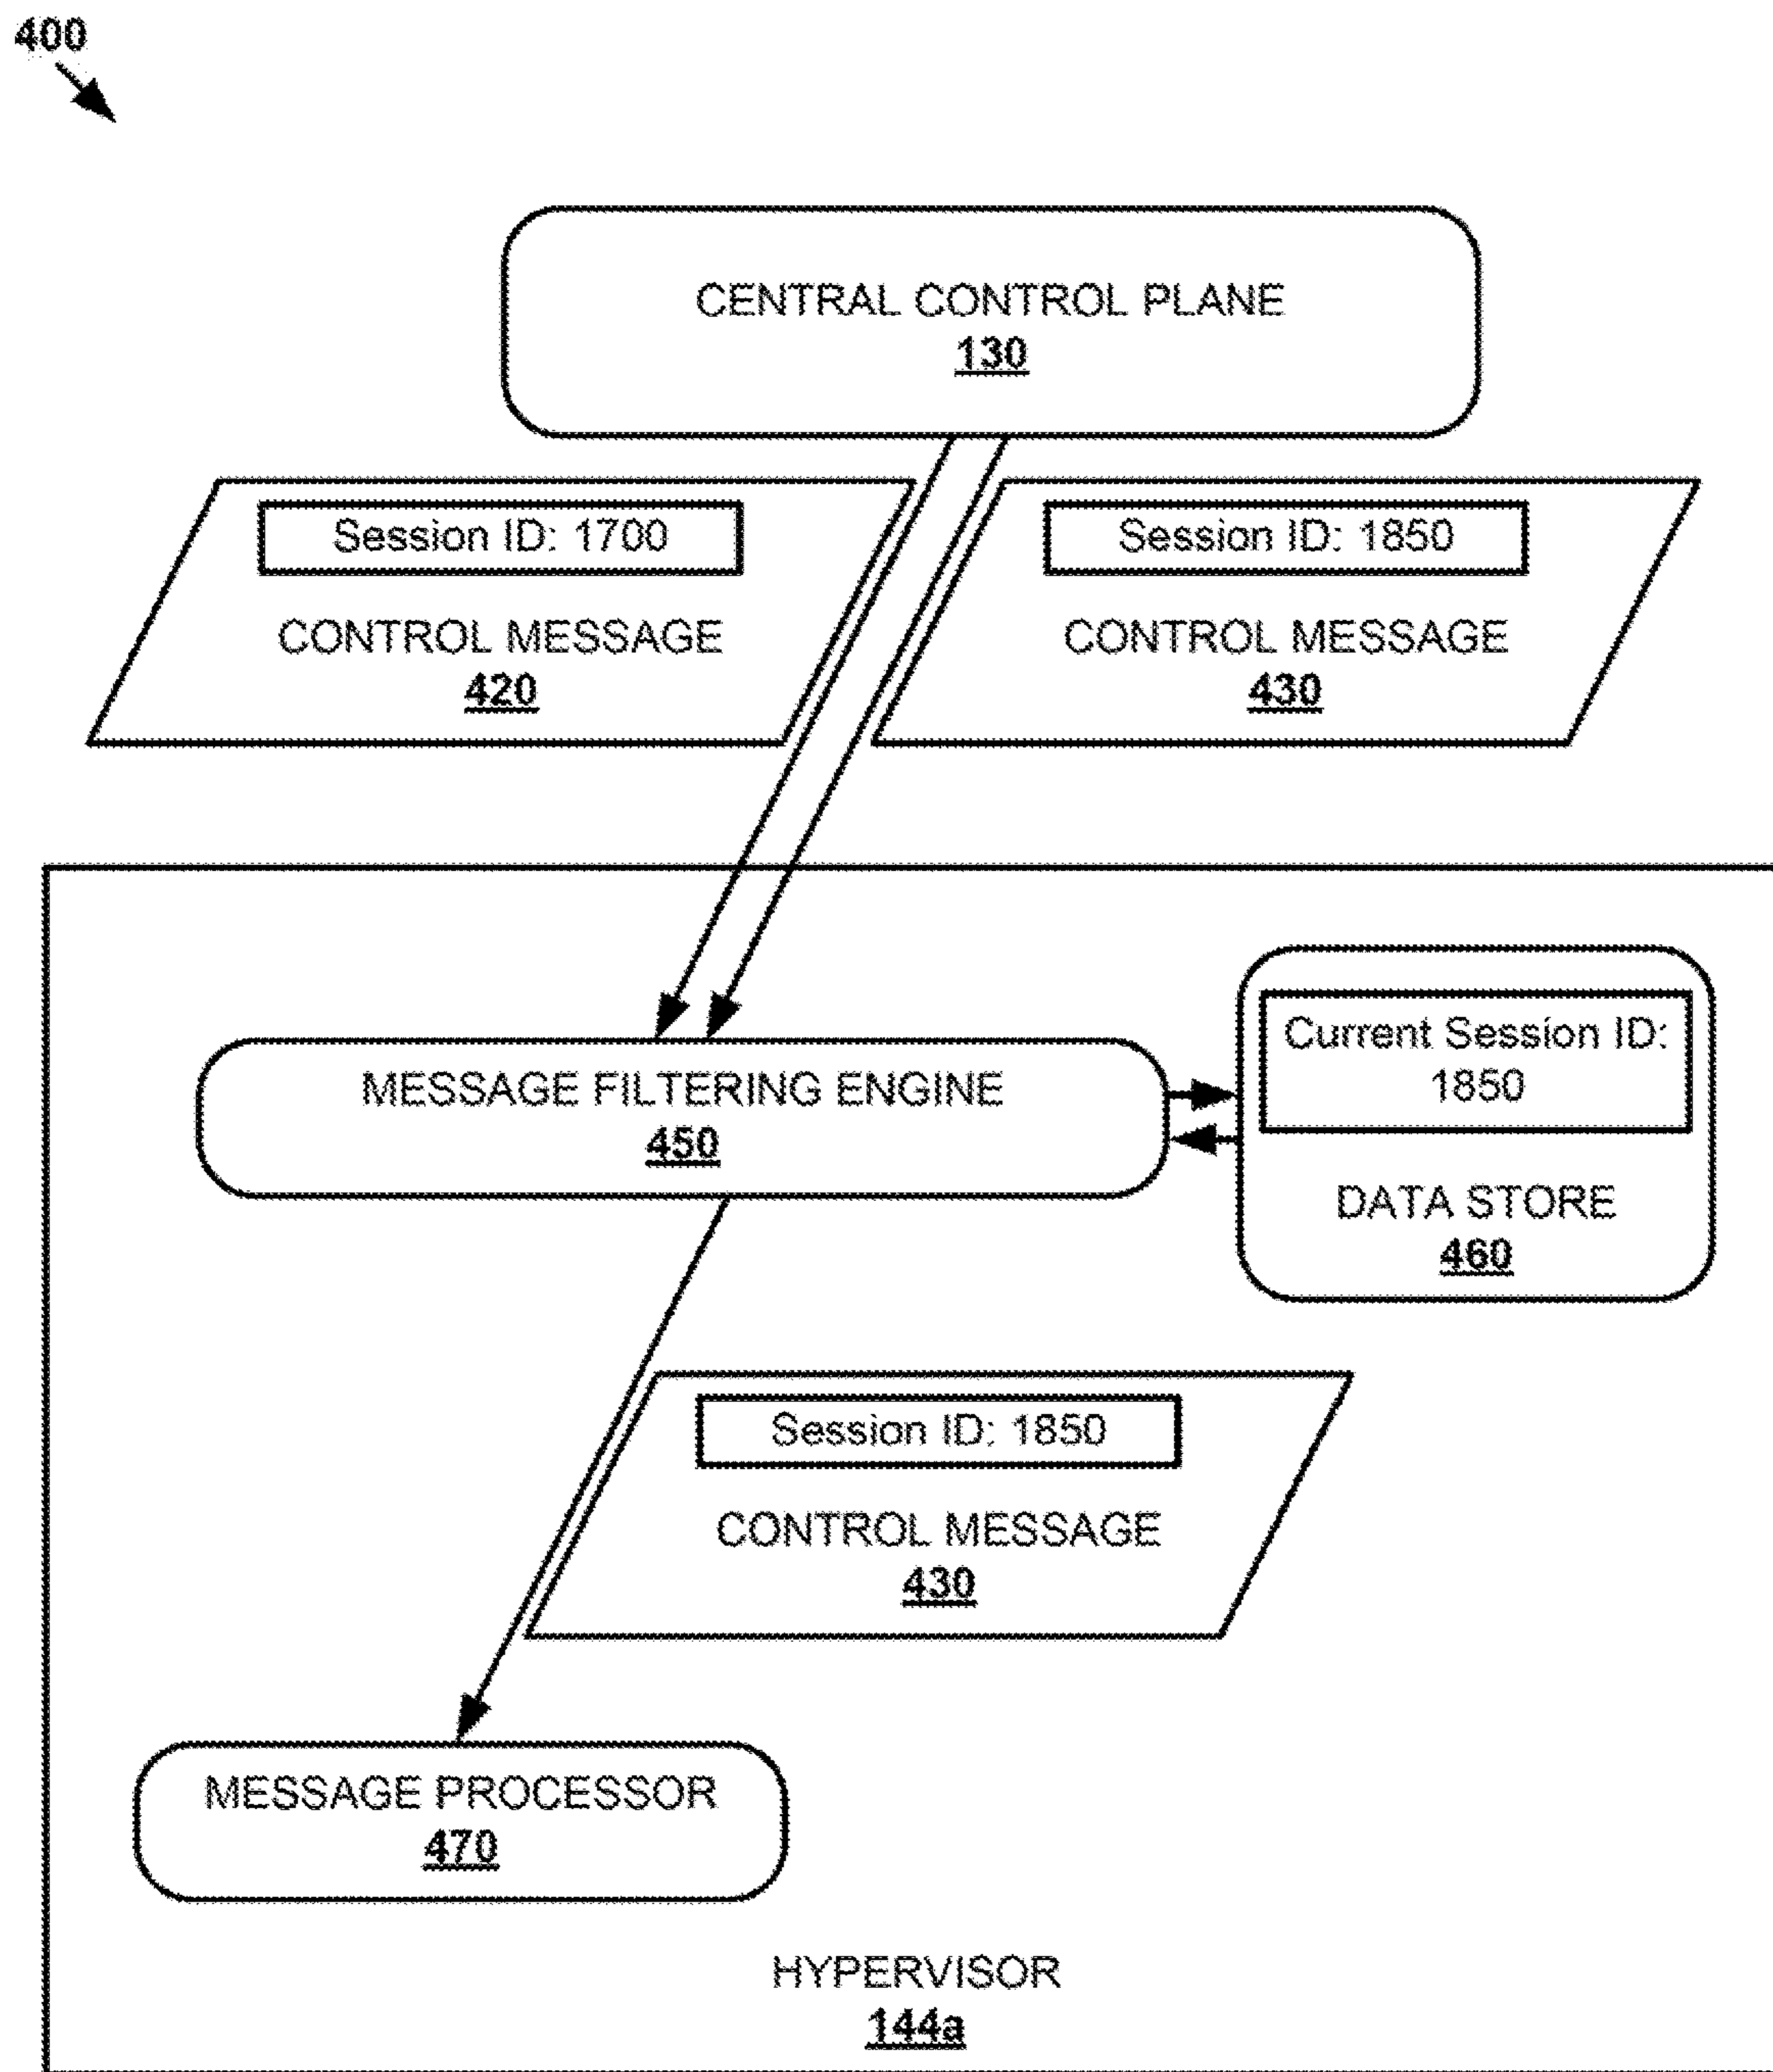 400
CENTRAL CONTROL PLANE
130
Session ID: 1700
CONTROL MESSAGE
420
Session ID: 1850
CONTROL MESSAGE
430
MESSAGE FILTERING ENGINE
450
Current Session ID:
1850
DATA STORE
460
Session ID: 1850
CONTROL MESSAGE
430
MESSAGE PROCESSOR
470
HYPERVISOR
144a